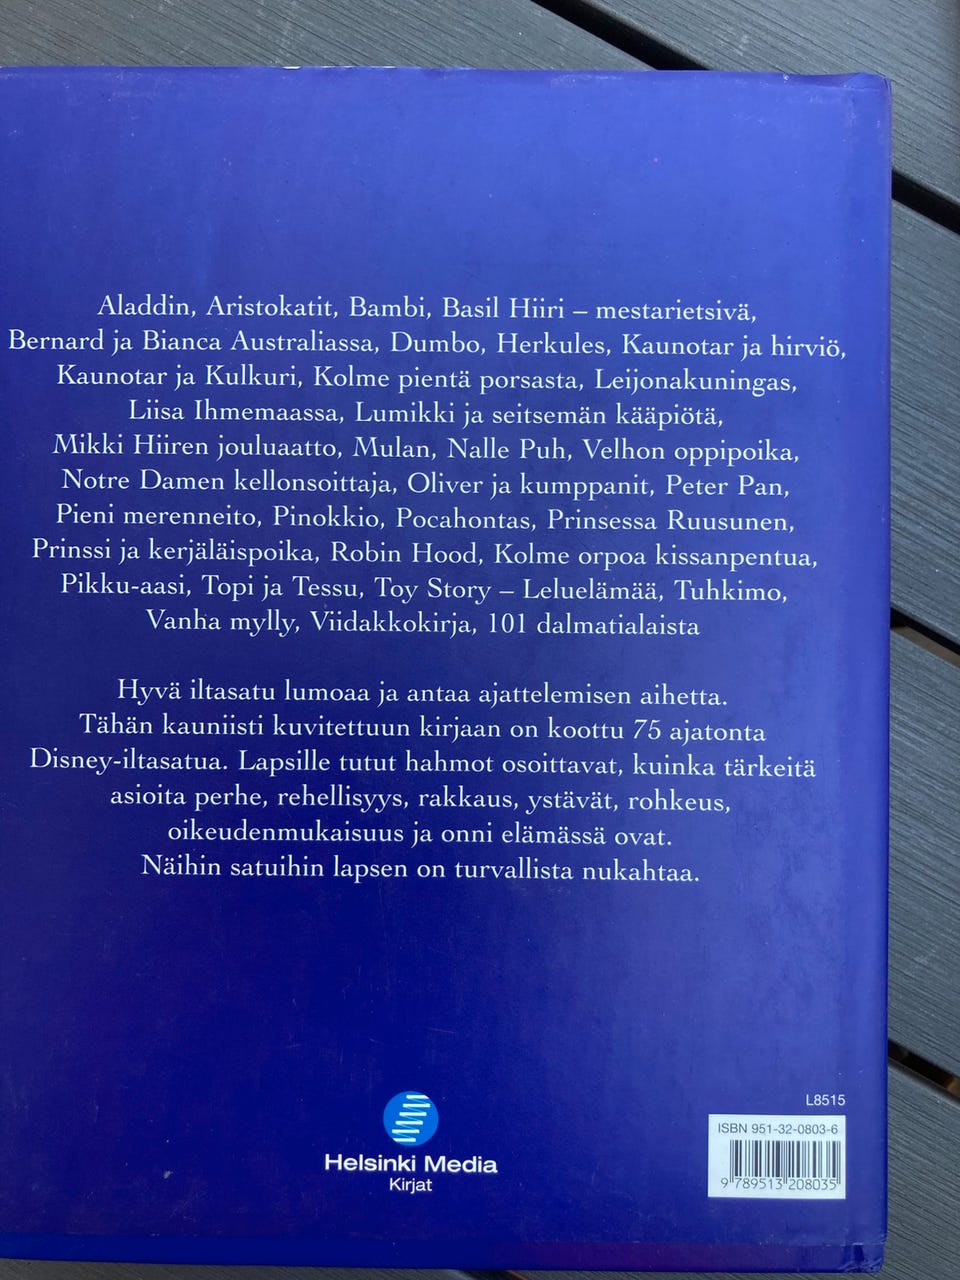 Aladdin, Aristokatit, Bambi, Basil Hiiri – mestarietsivä,
Bernard ja Bianca Australiassa, Dumbo, Herkules, Kaunotar ja hirviö,
Kaunotar ja Kulkuri, Kolme pientä porsasta, Leijonakuningas,
Liisa Ihmemaassa, Lumikki ja seitsemän kääpiötä,
Mikki Hiiren jouluaatto, Mulan, Nalle Puh, Velhon oppipoika,
Notre Damen kellonsoittaja, Oliver ja kumppanit, Peter Pan,
Pieni merenneito, Pinokkio, Pocahontas, Prinsessa Ruusunen,
Prinssi ja kerjäläispoika, Robin Hood, Kolme orpoa kissanpentua,
Pikku-aasi, Topi ja Tessu, Toy Story – Leluelämää, Tuhkimo,
Vanha mylly, Viidakkokirja, 101 dalmatialaista
Hyvä iltasatu lumoaa ja antaa ajattelemisen aihetta.
Tähän kauniisti kuvitettuun kirjaan on koottu 75 ajatonta
Disney-iltasatua. Lapsille tutut hahmot osoittavat, kuinka tärkeitä
asioita perhe, rehellisyys, rakkaus, ystävät, rohkeus,
oikeudenmukaisuus ja onni elämässä ovat.
Näihin satuihin lapsen on turvallista nukahtaa.
L8515
ISBN 951-32-0803-6
9 789513 208035
Helsinki Media
Kirjat